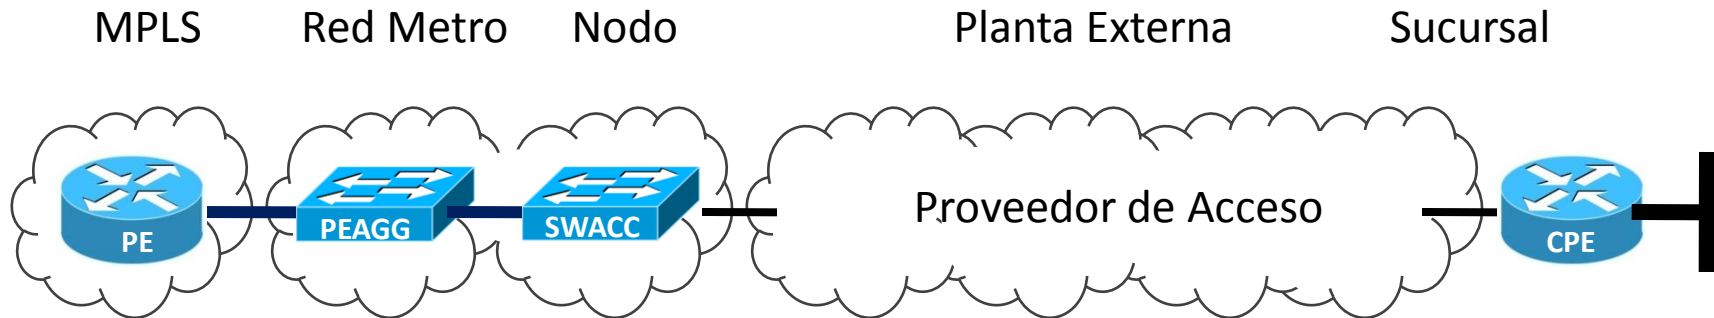 MPLS Red Metro Nodo Planta Externa Sucursal
PE PEAGG SWACC Proveedor de Acceso CPE